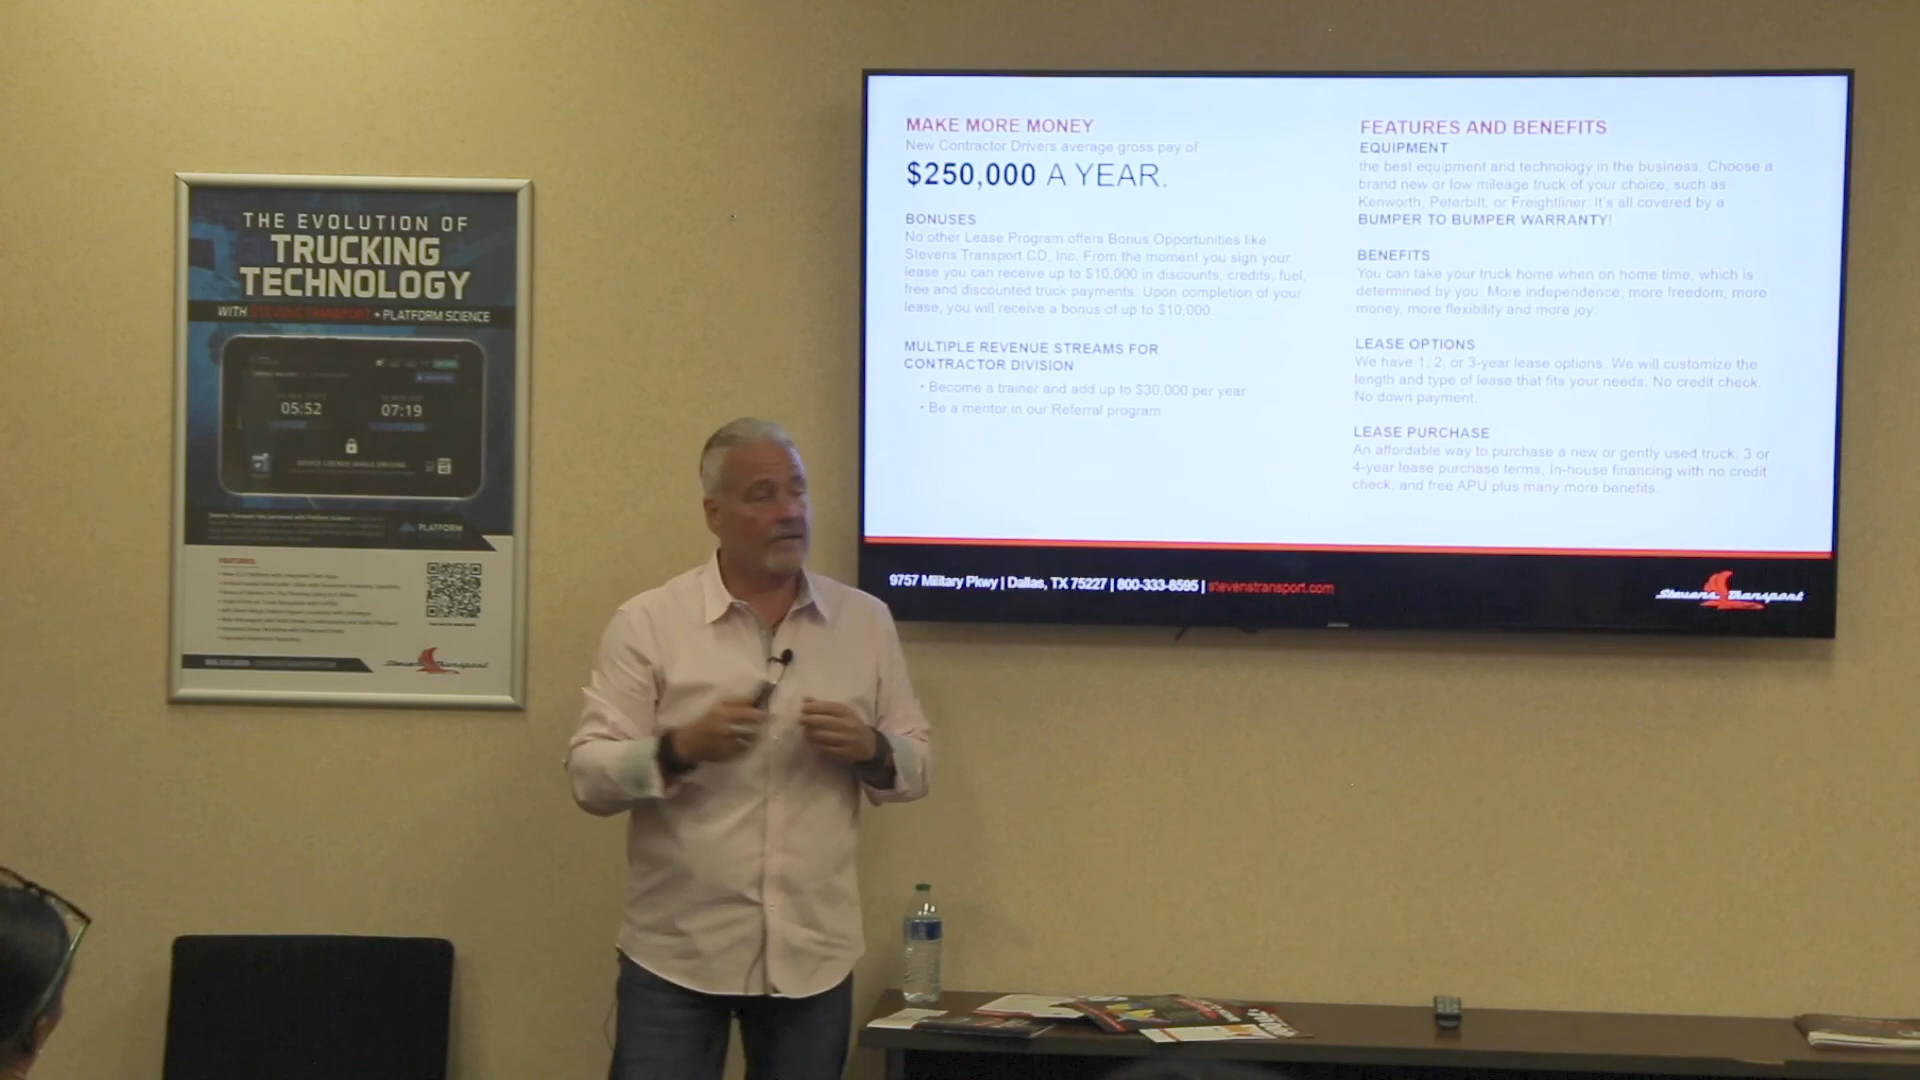 THE EVOLUTION OF
TRUCKING
TECHNOLOGY
WITH STEVENS TRANSPORT + PLATFORM SCIENCE
05:52
07:19
DEVICE LOCKED WHILE DRIVING
PLATFORM
FEATURES:
Stevens Transport
MAKE MORE MONEY
New Contractor Drivers average gross pay of
$250,000 A YEAR.
BONUSES
No other Lease Program offers Bonus Opportunities like
Stevens Transport CD, Inc. From the moment you sign your
lease you can receive up to $10,000 in discounts, credits, fuel,
free and discounted truck payments. Upon completion of your
lease, you will receive a bonus of up to $10,000.
MULTIPLE REVENUE STREAMS FOR
CONTRACTOR DIVISION
• Become a trainer and add up to $30,000 per year
• Be a mentor in our Referral program
FEATURES AND BENEFITS
EQUIPMENT
the best equipment and technology in the business. Choose a
brand new or low mileage truck of your choice, such as
Kenworth, Peterbilt, or Freightliner. It's all covered by a
BUMPER TO BUMPER WARRANTY!
BENEFITS
You can take your truck home when on home time, which is
determined by you. More independence, more freedom, more
money, more flexibility and more joy.
LEASE OPTIONS
We have 1, 2, or 3-year lease options. We will customize the
length and type of lease that fits your needs. No credit check.
No down payment.
LEASE PURCHASE
An affordable way to purchase a new or gently used truck, 3 or
4-year lease purchase terms, In-house financing with no credit
check, and free APU plus many more benefits.
9757 Military Pkwy | Dallas, TX 75227 | 800-333-8595 | stevenstransport.com
Stevens Transport